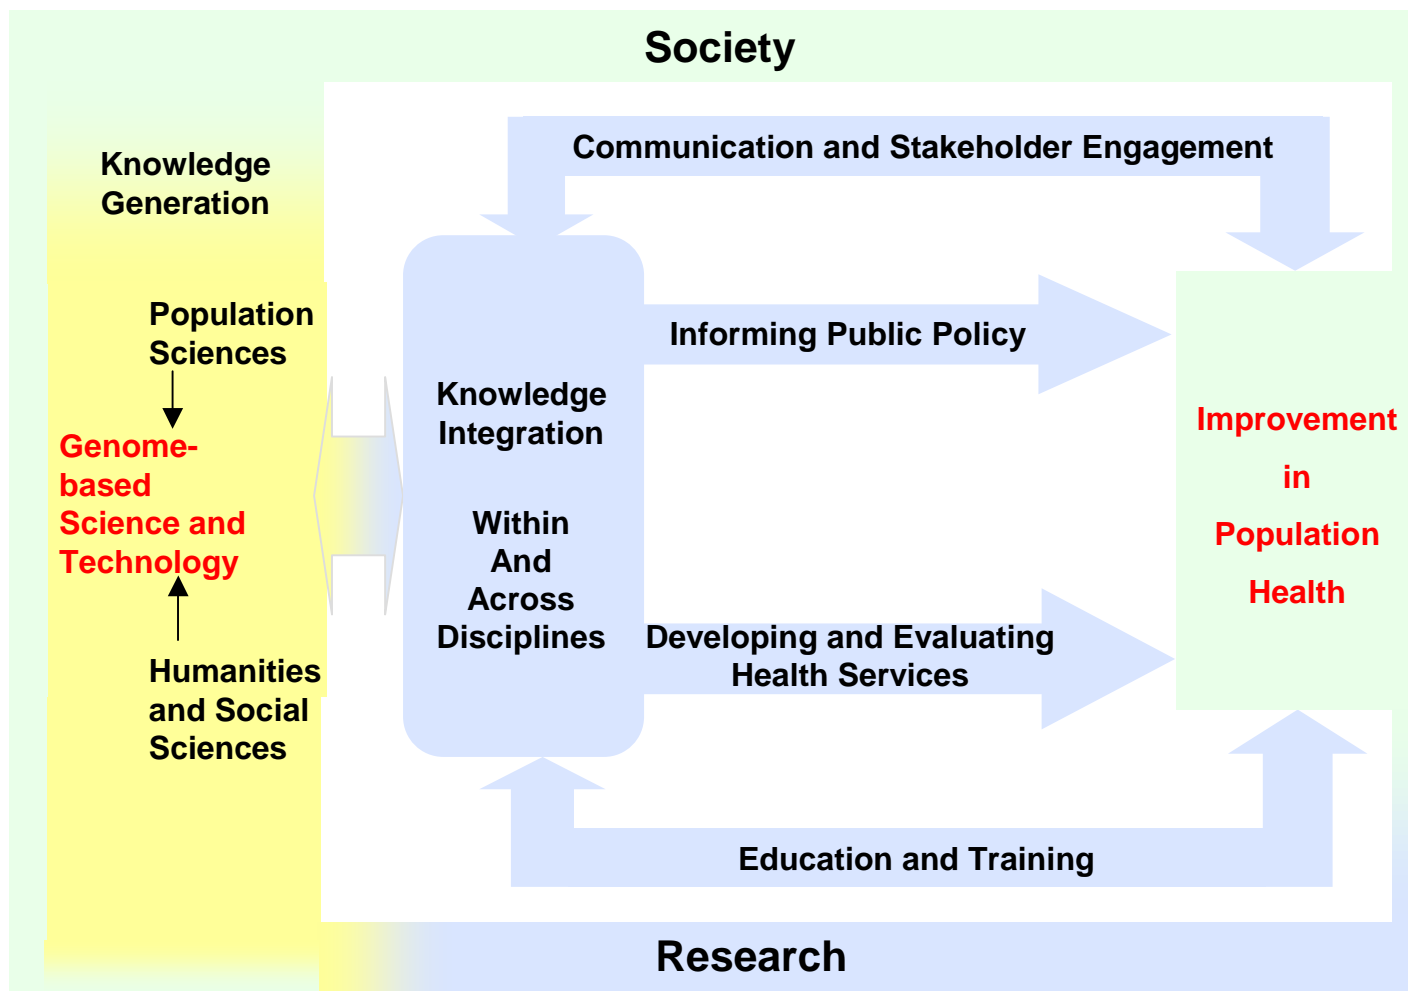 Society
Knowledge
Generation
Population
Sciences
Genome-
based
Science and
Technology
Humanities
and Social
Sciences
Communication and Stakeholder Engagement
Knowledge
Integration
Within
And
Across
Disciplines
Informing Public Policy
Developing and Evaluating
Health Services
Education and Training
Improvement
in
Population
Health
Research